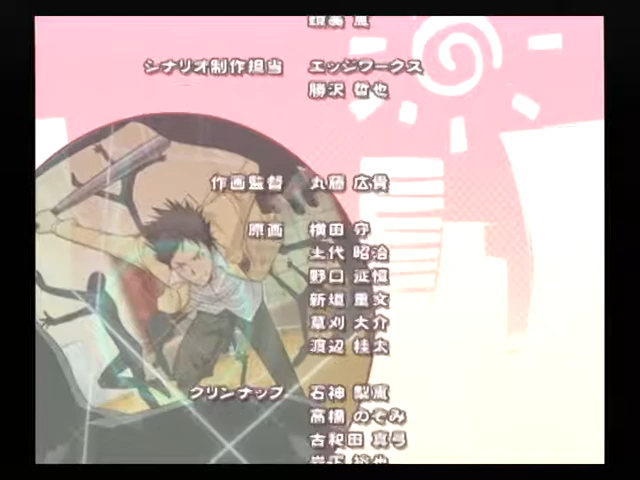 シナリオ制作担当 エッジワークス
勝沢 哲也
作画監督 丸藤 広貴
原画 横田 守
土代 昭治
野口 征恒
新垣 重文
草刈 大介
渡辺 桂太
クリンナップ 石神 梨恵
高橋 のぞみ
古和田 真弓